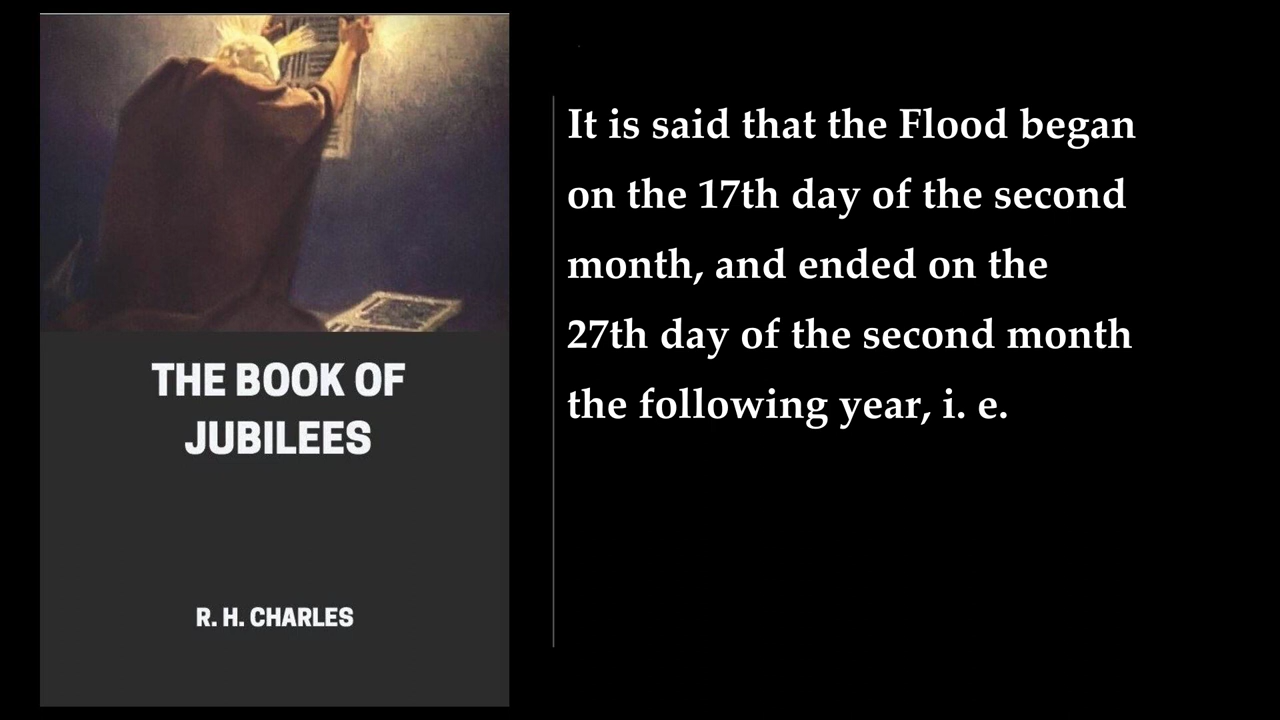 THE BOOK OF
JUBILEES
R. H. CHARLES
It is said that the Flood began
on the 17th day of the second
month, and ended on the
27th day of the second month
the following year, i. e.